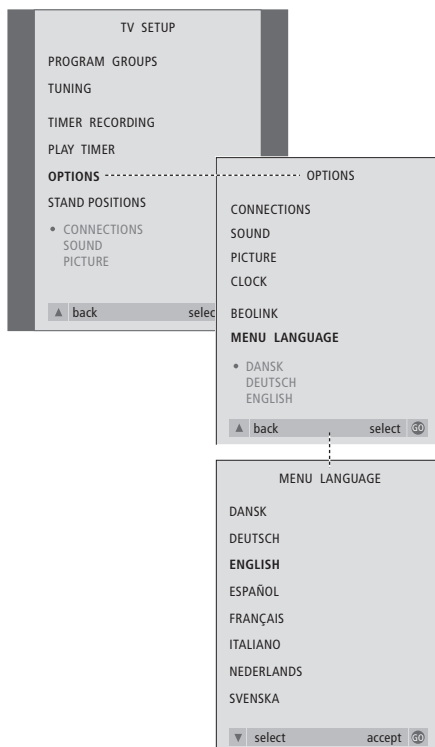 TV SETUP
PROGRAM GROUPS
TUNING
TIMER RECORDING
PLAY TIMER
OPTIONS
STAND POSITIONS
• CONNECTIONS
SOUND
PICTURE
▲ back selec
OPTIONS
CONNECTIONS
SOUND
PICTURE
CLOCK
BEOLINK
MENU LANGUAGE
• DANSK
DEUTSCH
ENGLISH
▲ back select GO
MENU LANGUAGE
DANSK
DEUTSCH
ENGLISH
ESPAÑOL
FRANÇAIS
ITALIANO
NEDERLANDS
SVENSKA
▼ select accept GO